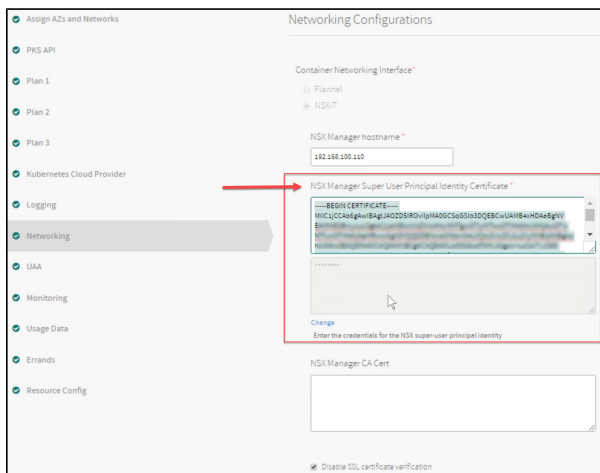 Assign AZs and Networks
PKS API
Plan 1
Plan 2
Plan 3
Kubernetes Cloud Provider
Logging
Networking
UAA
Monitoring
Usage Data
Errands
Resource Config
Networking Configurations
Container Networking Interface*
Flannel
NSX-T
NSX Manager hostname *
192.168.100.110
NSX Manager Super User Principal Identity Certificate *
-----BEGIN CERTIFICATE-----
********
Change
Enter the credentials for the NSX super-user principal identity
NSX Manager CA Cert
Disable SSL certificate verification